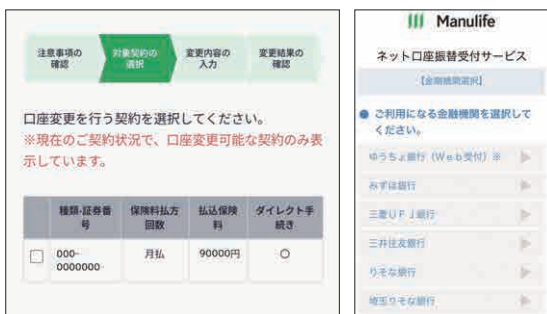 注意事項の
確認
対象契約の
選択
変更内容の
入力
変更結果の
確認
口座変更を行う契約を選択してください。
※現在のご契約状況で、口座変更可能な契約のみ表
示しています。
種類・証券番
号
保険料払方
回数
払込保険
料
ダイレクト手
続き
000-
0000000-
月払
90000円
○
Manulife
ネット口座振替受付サービス
【金融機関選択】
● ご利用になる金融機関を選択して
ください。
ゆうちょ銀行（Web受付）※
みずほ銀行
三菱UFJ銀行
三井住友銀行
りそな銀行
埼玉りそな銀行